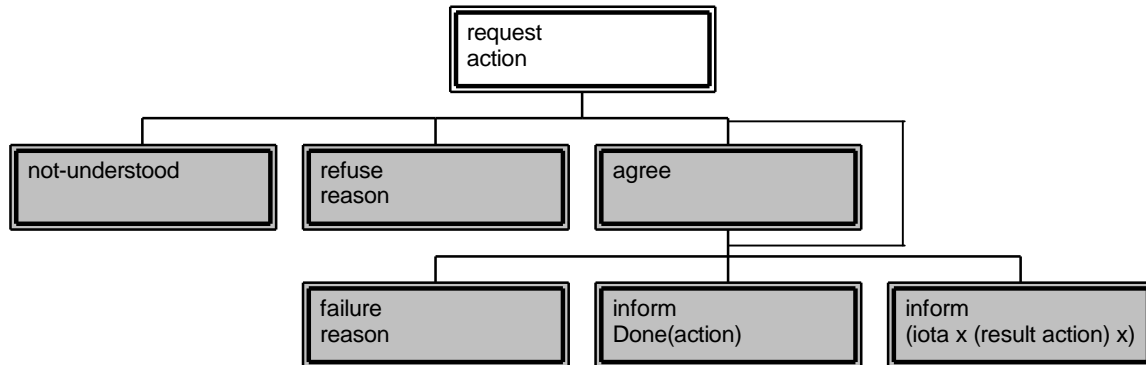 request
action
not-understood
refuse
reason
agree
failure
reason
inform
Done(action)
inform
(iota x (result action) x)